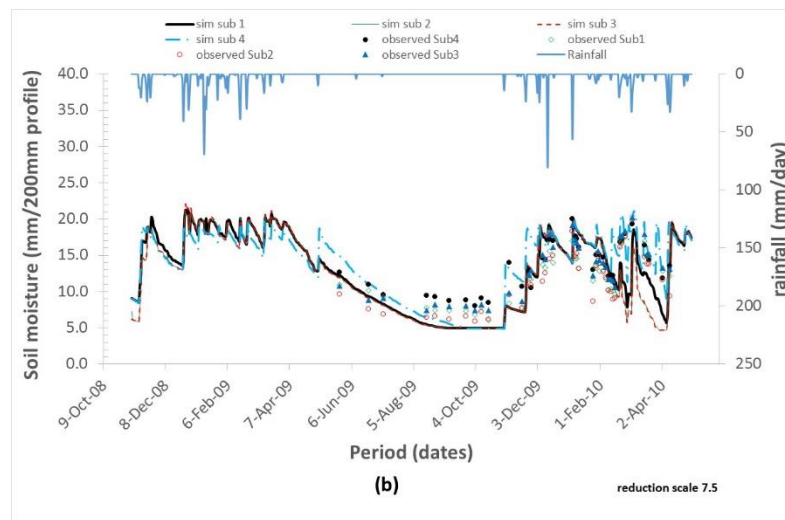 sim sub 1 sim sub 2 sim sub 3
sim sub 4 observed Sub4 observed Sub1
observed Sub2 observed Sub3 Rainfall
40.0
35.0
30.0
25.0
20.0
15.0
10.0
5.0
0.0
Soil moisture (mm/200mm profile)
0
50
100
150
200
250
rainfall (mm/day)
9-Oct-08
8-Dec-08
6-Feb-09
7-Apr-09
6-Jun-09
5-Aug-09
4-Oct-09
3-Dec-09
1-Feb-10
2-Apr-10
Period (dates)
(b)
reduction scale 7.5